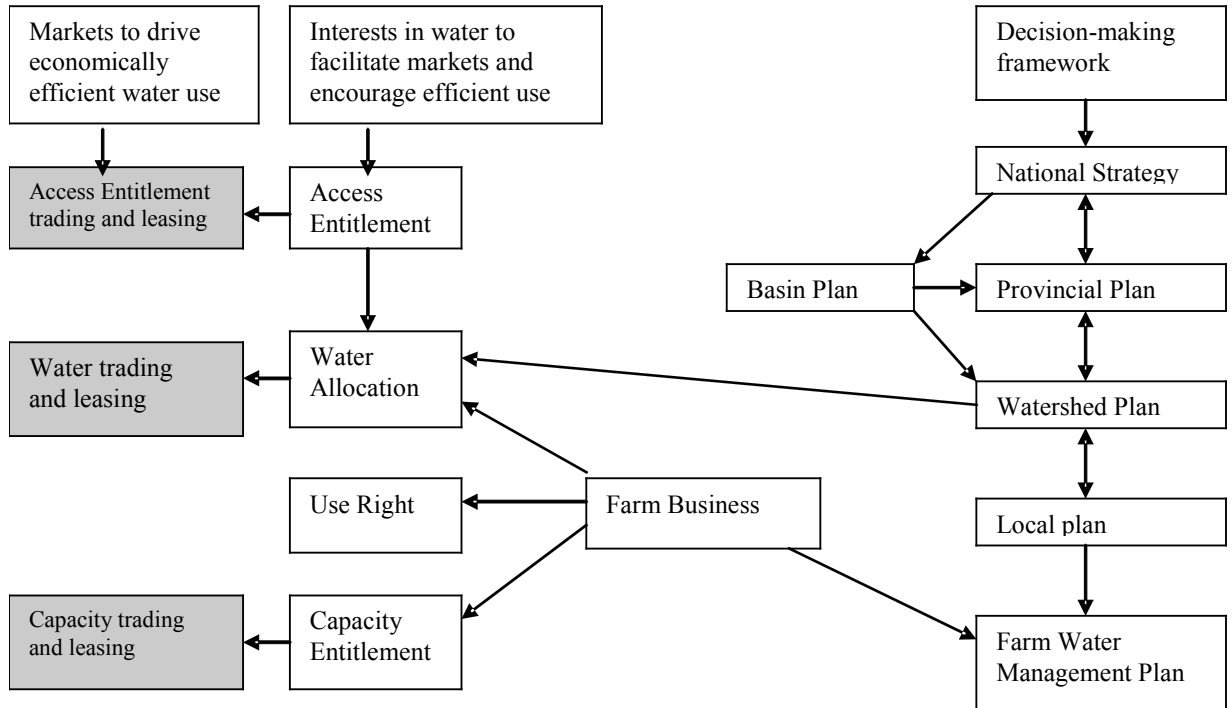 Markets to drive
economically
efficient water use
Interests in water to
facilitate markets and
encourage efficient use
Decision-making
framework
Access Entitlement
trading and leasing
Access
Entitlement
National Strategy
Basin Plan
Provincial Plan
Water trading
and leasing
Water
Allocation
Watershed Plan
Use Right
Farm Business
Local plan
Capacity trading
and leasing
Capacity
Entitlement
Farm Water
Management Plan